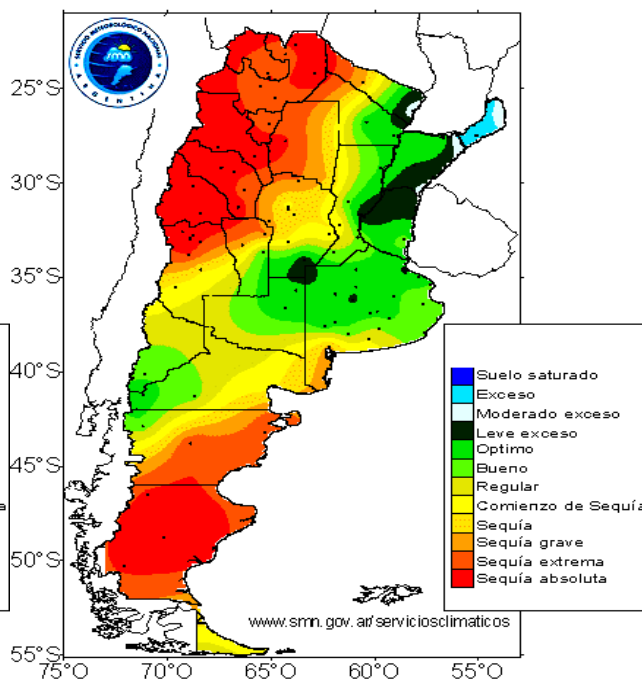 SERVICIO METEOROLOGICO NACIONAL
smn
ARGENTINA
25°S
30°S
35°S
40°S
45°S
50°S
55°S
75°O
70°O
65°O
60°O
55°O
a
Suelo saturado
Exceso
Moderado exceso
Leve exceso
Optimo
Bueno
Regular
Comienzo de Sequía
Sequía
Sequía grave
Sequía extrema
Sequía absoluta
www.smn.gov.ar/serviciosclimaticos